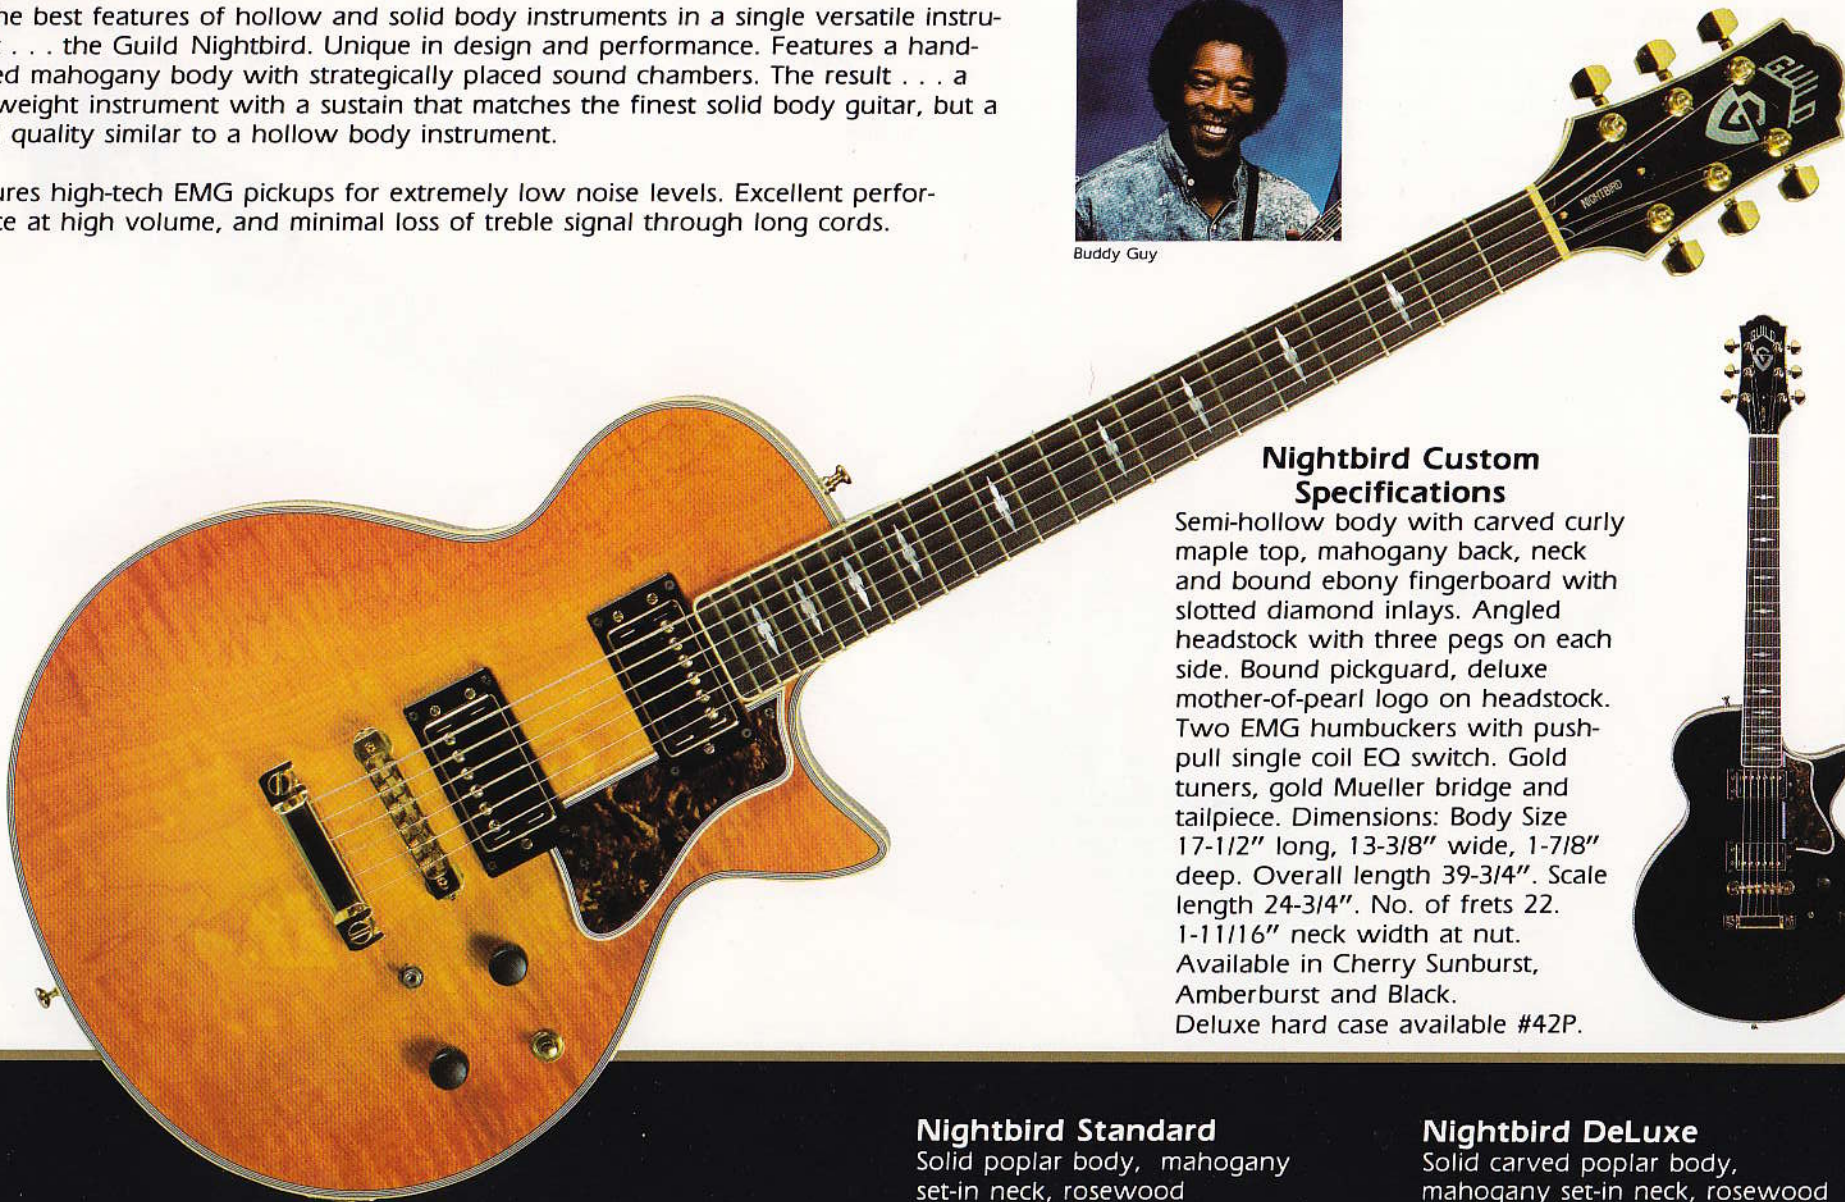 he best features of hollow and solid body instruments in a single versatile instru-
. . . the Guild Nightbird. Unique in design and performance. Features a hand-
ed mahogany body with strategically placed sound chambers. The result . . . a
weight instrument with a sustain that matches the finest solid body guitar, but a
quality similar to a hollow body instrument.
ures high-tech EMG pickups for extremely low noise levels. Excellent perfor-
ce at high volume, and minimal loss of treble signal through long cords.
Buddy Guy
GUILD
G
NIGHTBIRD
GUILD
G
Nightbird Custom
Specifications
Semi-hollow body with carved curly
maple top, mahogany back, neck
and bound ebony fingerboard with
slotted diamond inlays. Angled
headstock with three pegs on each
side. Bound pickguard, deluxe
mother-of-pearl logo on headstock.
Two EMG humbuckers with push-
pull single coil EQ switch. Gold
tuners, gold Mueller bridge and
tailpiece. Dimensions: Body Size
17-1/2" long, 13-3/8" wide, 1-7/8"
deep. Overall length 39-3/4". Scale
length 24-3/4". No. of frets 22.
1-11/16" neck width at nut.
Available in Cherry Sunburst,
Amberburst and Black.
Deluxe hard case available #42P.
Nightbird Standard
Solid poplar body, mahogany
set-in neck, rosewood
Nightbird DeLuxe
Solid carved poplar body,
mahogany set-in neck, rosewood